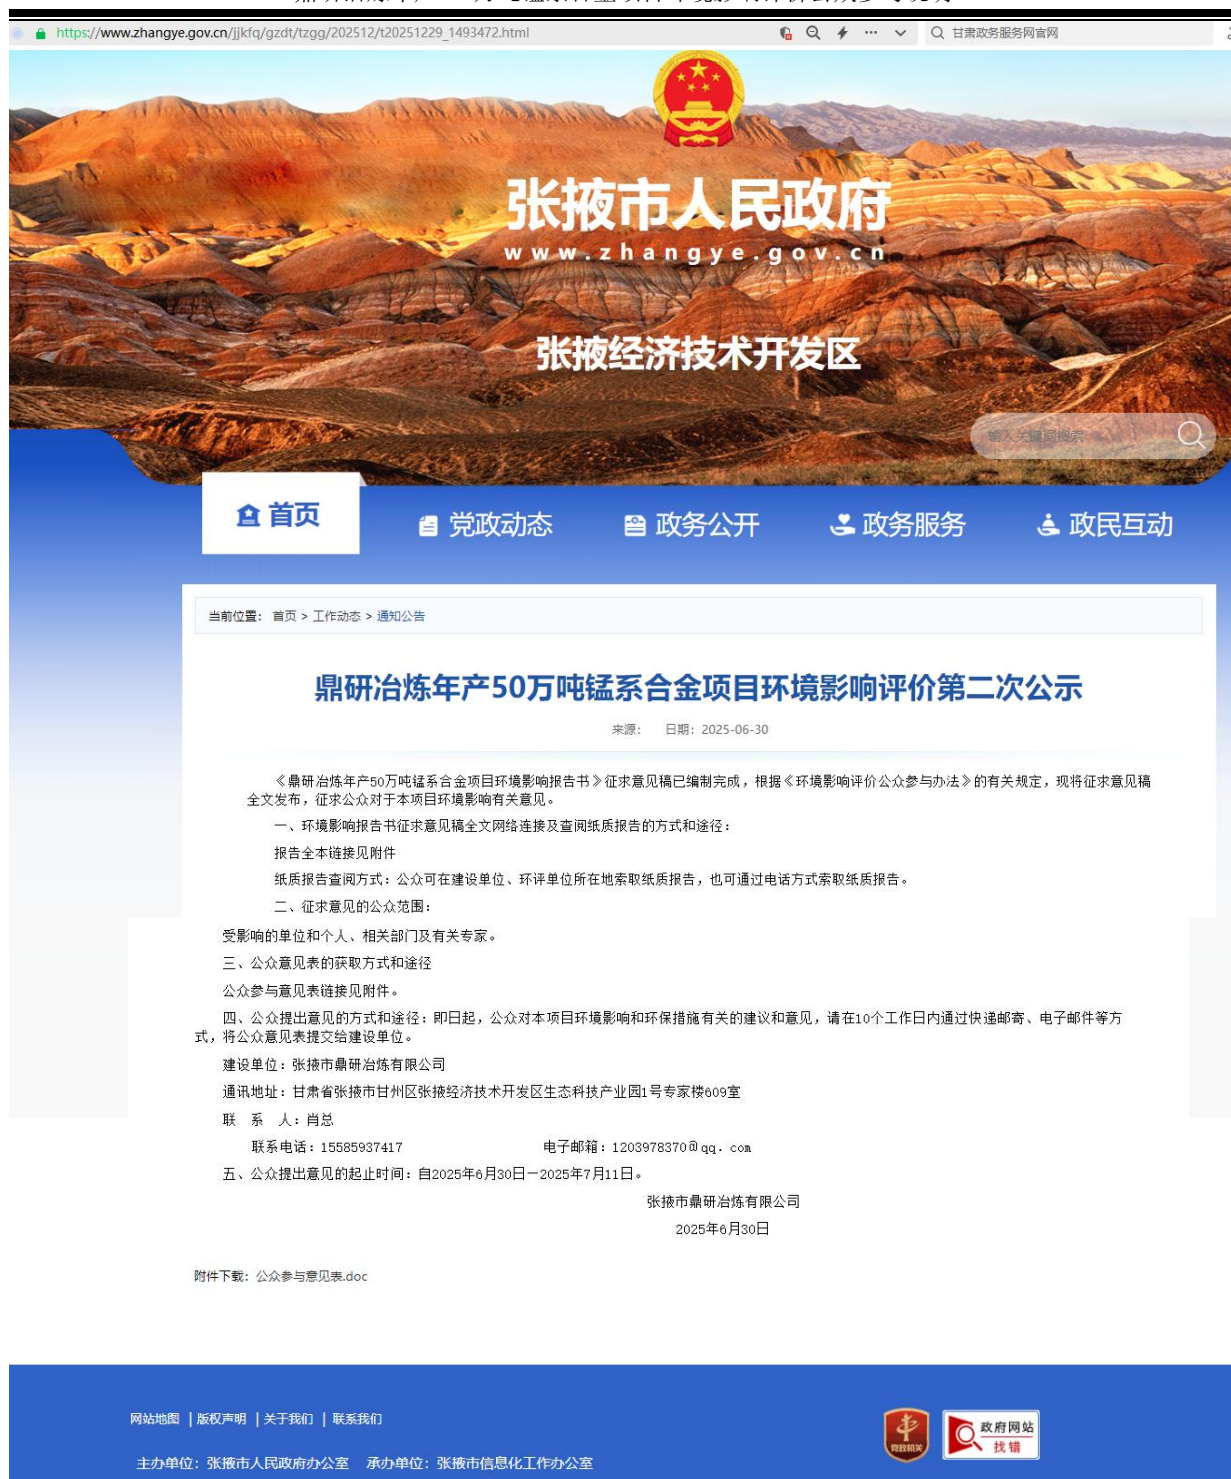 https://www.zhangye.gov.cn/jjkfq/gzdt/tzgg/202512/t20251229_1493472.html
甘肃政务服务网官网
张掖市人民政府
www.zhangye.gov.cn
张掖经济技术开发区
输入关键词搜索
首页 党政动态 政务公开 政务服务 政民互动
当前位置： 首页 > 工作动态 > 通知公告
鼎研冶炼年产50万吨锰系合金项目环境影响评价第二次公示
来源： 日期：2025-06-30
《鼎研冶炼年产50万吨锰系合金项目环境影响报告书》征求意见稿已编制完成，根据《环境影响评价公众参与办法》的有关规定，现将征求意见稿
全文发布，征求公众对于本项目环境影响有关意见。
一、环境影响报告书征求意见稿全文网络连接及查阅纸质报告的方式和途径：
报告全本链接见附件
纸质报告查阅方式：公众可在建设单位、环评单位所在地索取纸质报告，也可通过电话方式索取纸质报告。
二、征求意见的公众范围：
受影响的单位和个人、相关部门及有关专家。
三、公众意见表的获取方式和途径
公众参与意见表链接见附件。
四、公众提出意见的方式和途径：即日起，公众对本项目环境影响和环保措施有关的建议和意见，请在10个工作日内通过快递邮寄、电子邮件等方
式，将公众意见表提交给建设单位。
建设单位：张掖市鼎研冶炼有限公司
通讯地址：甘肃省张掖市甘州区张掖经济技术开发区生态科技产业园1号专家楼609室
联 系 人：肖总
联系电话：15585937417 电子邮箱：1203978370@qq.com
五、公众提出意见的起止时间：自2025年6月30日—2025年7月11日。
张掖市鼎研冶炼有限公司
2025年6月30日
附件下载：公众参与意见表.doc
网站地图 | 版权声明 | 关于我们 | 联系我们
党政机关
政府网站
找错
主办单位：张掖市人民政府办公室 承办单位：张掖市信息化工作办公室